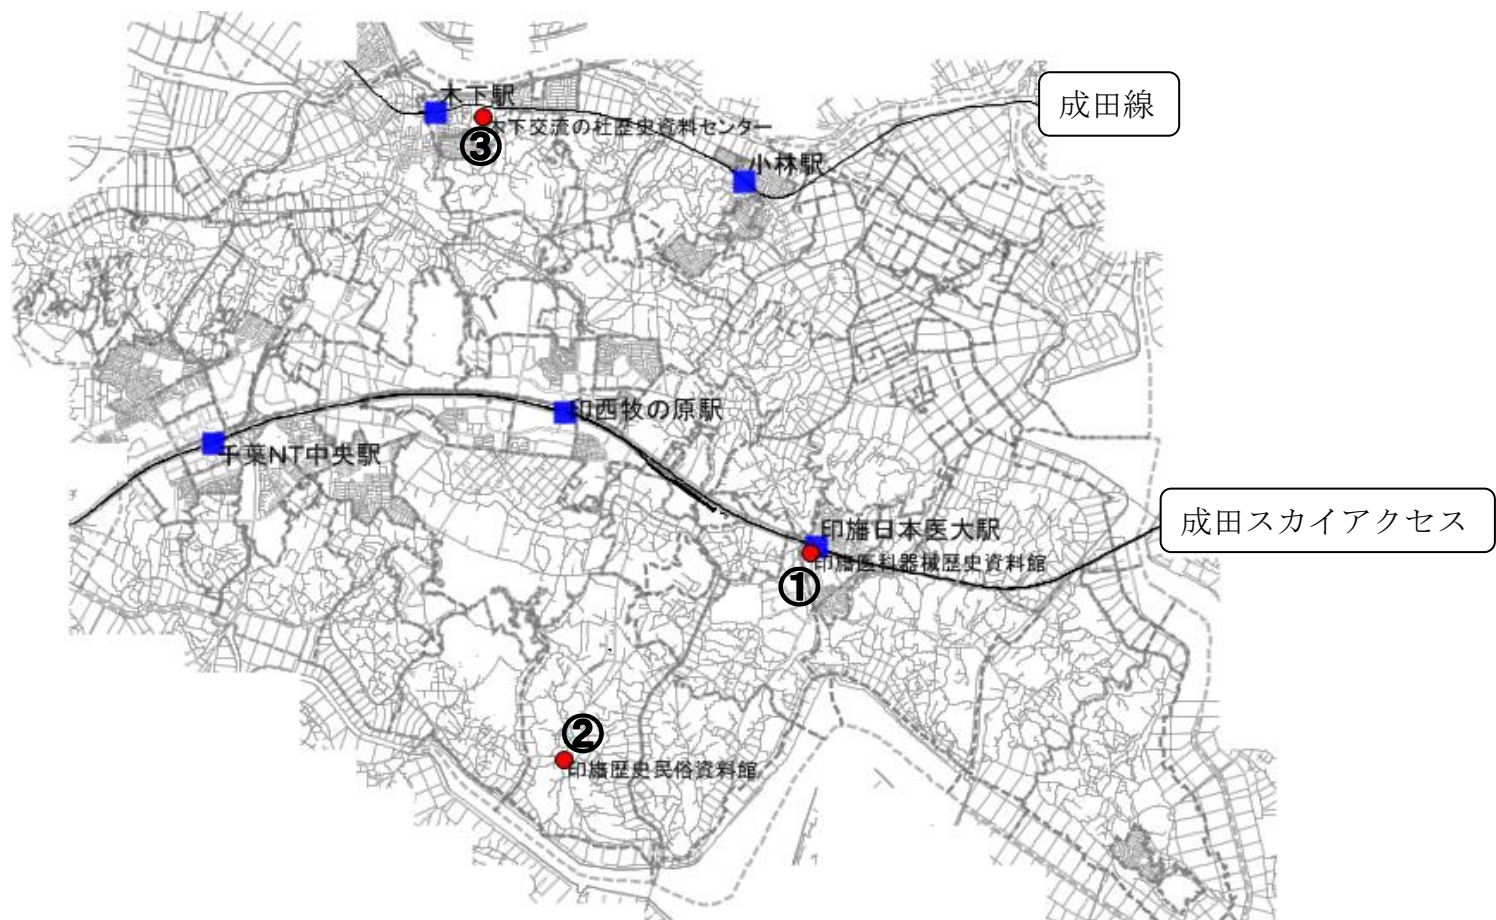 木下駅
成田線
木下交流の杜歴史資料センター
③
小林駅
印西牧の原駅
千葉NT中央駅
成田スカイアクセス
印旛日本医大駅
印旛医科器械歴史資料館
①
②
印旛歴史民俗資料館